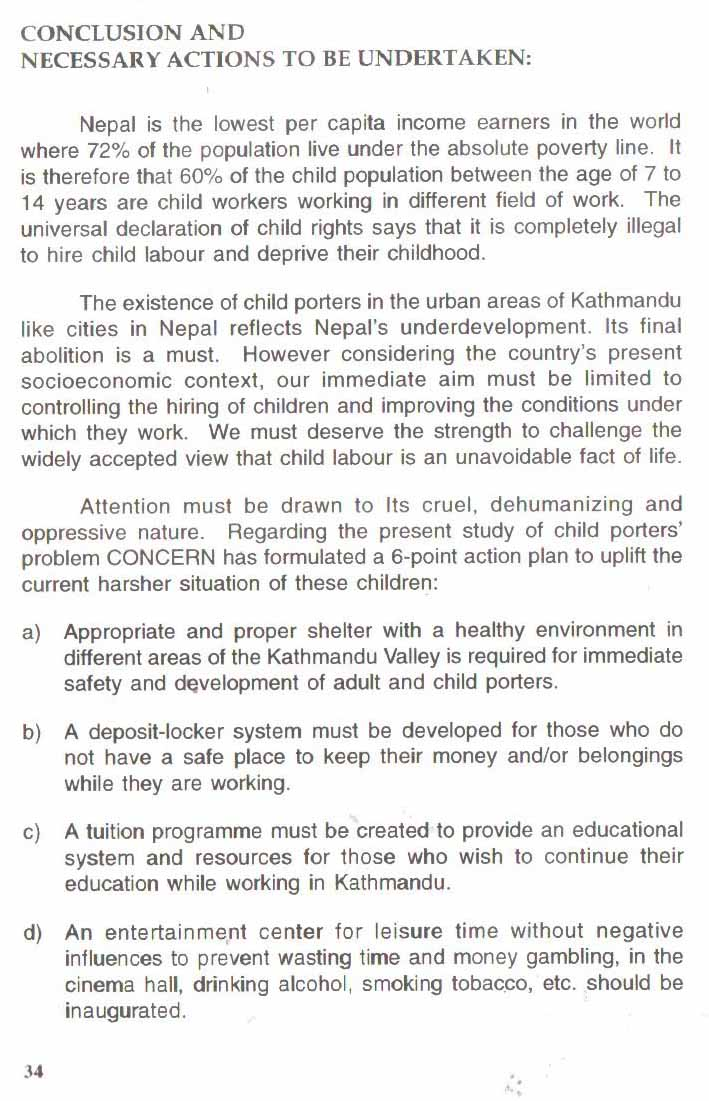 CONCLUSION AND
NECESSARY ACTIONS TO BE UNDERTAKEN:
Nepal is the lowest per capita income earners in the world
where 72% of the population live under the absolute poverty line. It
is therefore that 60% of the child population between the age of 7 to
14 years are child workers working in different field of work. The
universal declaration of child rights says that it is completely illegal
to hire child labour and deprive their childhood.
The existence of child porters in the urban areas of Kathmandu
like cities in Nepal reflects Nepal's underdevelopment. Its final
abolition is a must. However considering the country's present
socioeconomic context, our immediate aim must be limited to
controlling the hiring of children and improving the conditions under
which they work. We must deserve the strength to challenge the
widely accepted view that child labour is an unavoidable fact of life.
Attention must be drawn to Its cruel, dehumanizing and
oppressive nature. Regarding the present study of child porters'
problem CONCERN has formulated a 6-point action plan to uplift the
current harsher situation of these children:
a) Appropriate and proper shelter with a healthy environment in
different areas of the Kathmandu Valley is required for immediate
safety and development of adult and child porters.
b) A deposit-locker system must be developed for those who do
not have a safe place to keep their money and/or belongings
while they are working.
c) A tuition programme must be created to provide an educational
system and resources for those who wish to continue their
education while working in Kathmandu.
d) An entertainment center for leisure time without negative
influences to prevent wasting time and money gambling, in the
cinema hall, drinking alcohol, smoking tobacco, etc. should be
inaugurated.
34